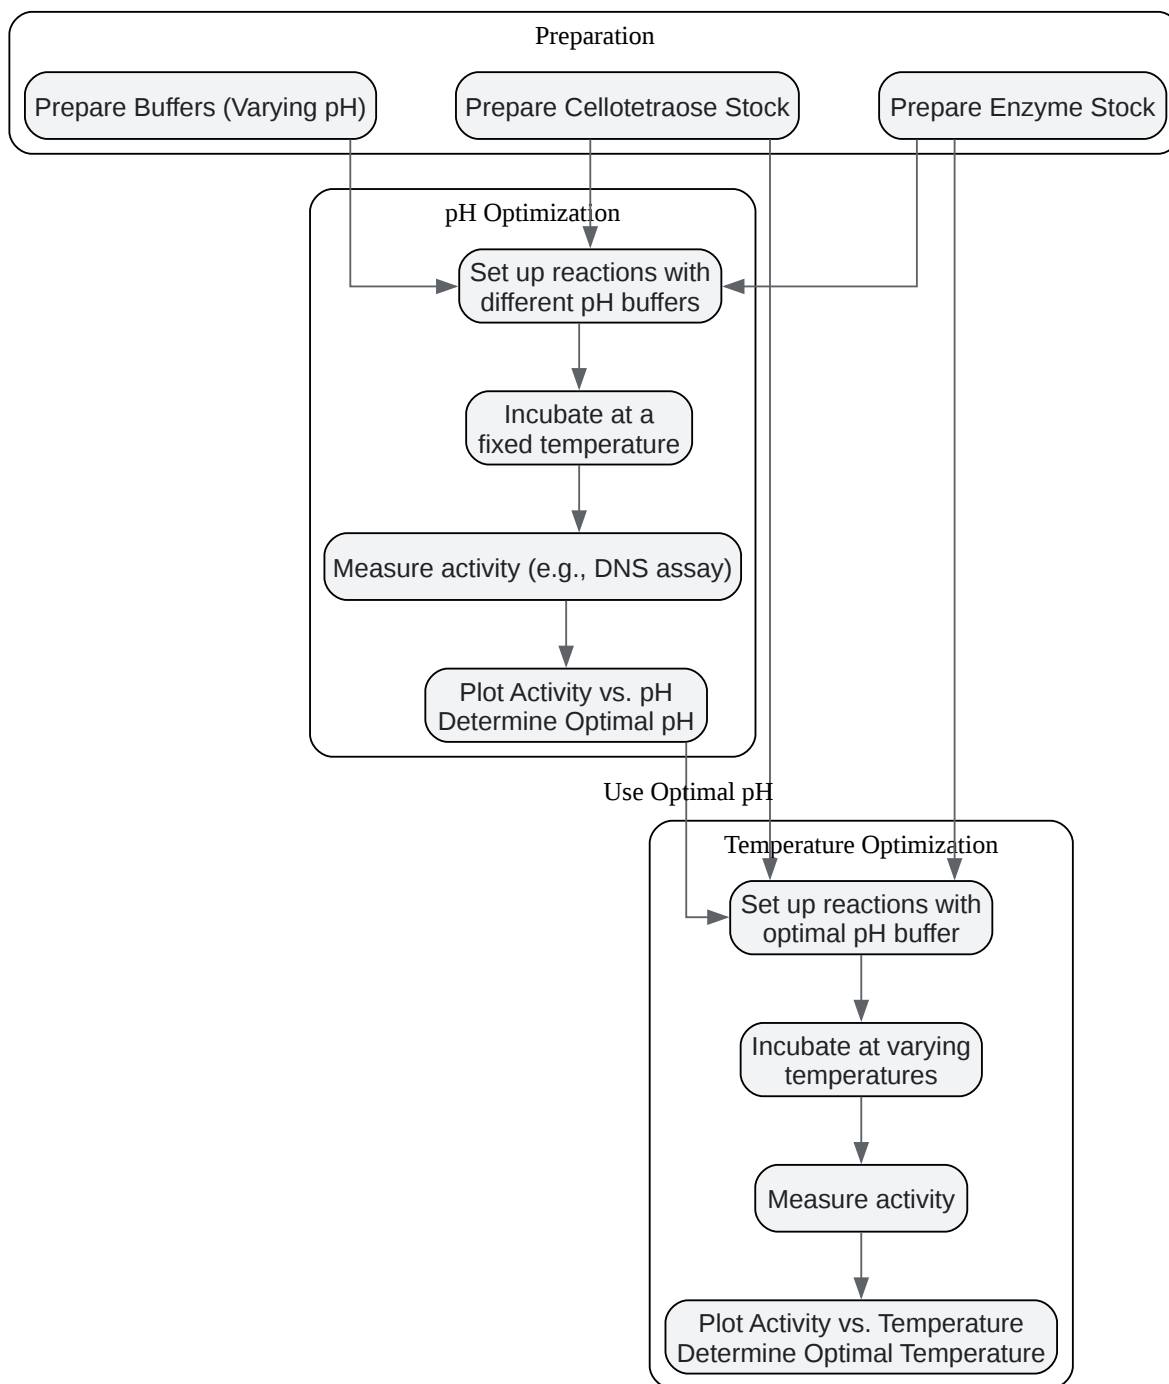 Preparation
Prepare Buffers (Varying pH)
Prepare Cellotetraose Stock
Prepare Enzyme Stock
pH Optimization
Set up reactions with
different pH buffers
Incubate at a
fixed temperature
Measure activity (e.g., DNS assay)
Plot Activity vs. pH
Determine Optimal pH
Use Optimal pH
Temperature Optimization
Set up reactions with
optimal pH buffer
Incubate at varying
temperatures
Measure activity
Plot Activity vs. Temperature
Determine Optimal Temperature